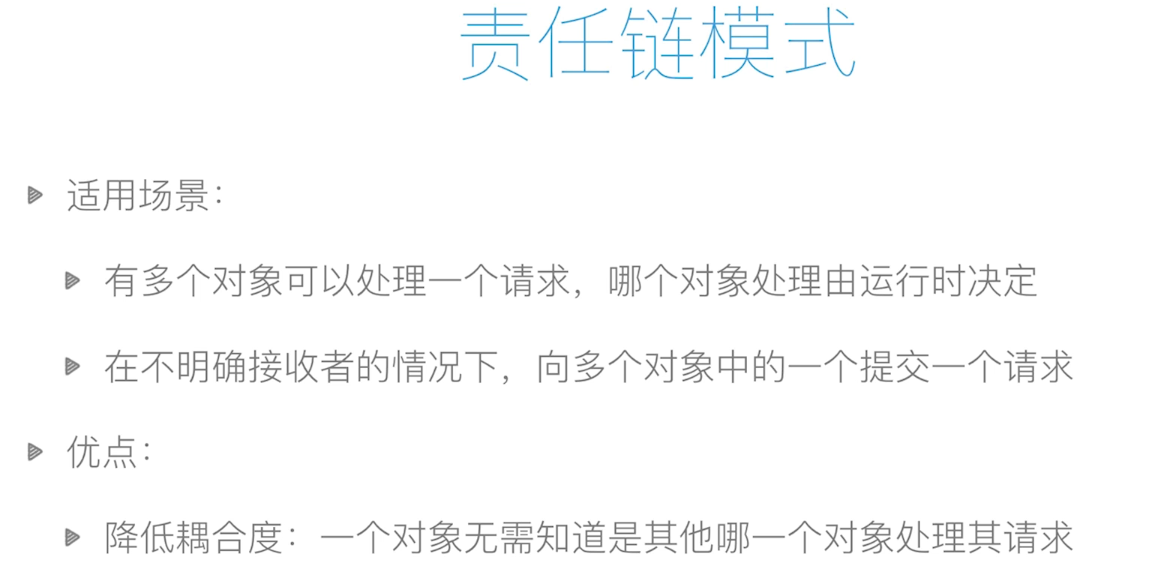 责任链模式
适用场景：
有多个对象可以处理一个请求，哪个对象处理由运行时决定
在不明确接收者的情况下，向多个对象中的一个提交一个请求
优点：
降低耦合度：一个对象无需知道是其他哪一个对象处理其请求